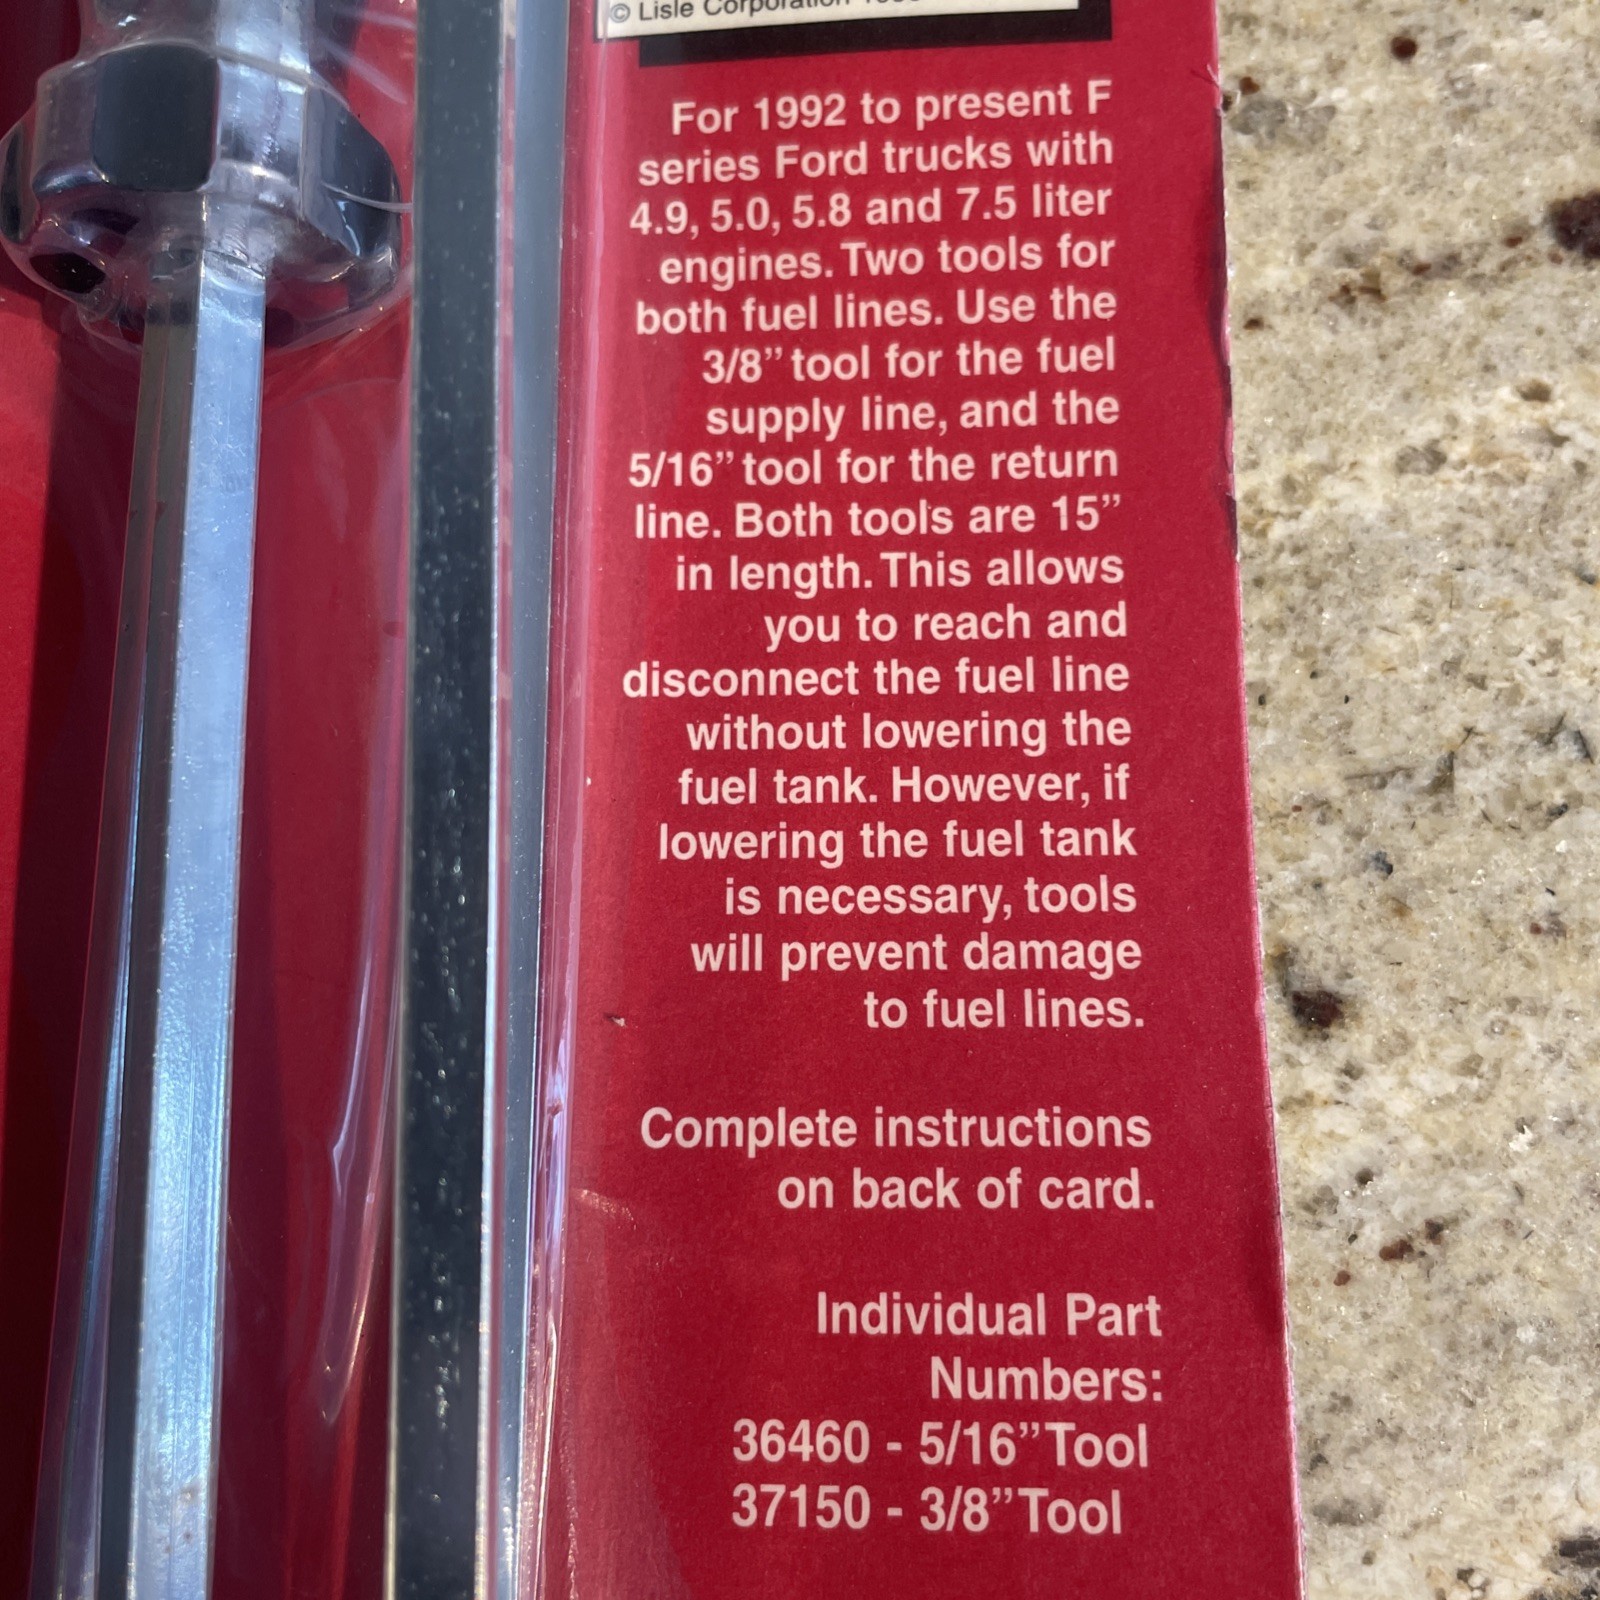 © Lisle Corporation
For 1992 to present F
series Ford trucks with
4.9, 5.0, 5.8 and 7.5 liter
engines. Two tools for
both fuel lines. Use the
3/8” tool for the fuel
supply line, and the
5/16” tool for the return
line. Both tools are 15”
in length. This allows
you to reach and
disconnect the fuel line
without lowering the
fuel tank. However, if
lowering the fuel tank
is necessary, tools
will prevent damage
to fuel lines.
Complete instructions
on back of card.
Individual Part
Numbers:
36460 - 5/16” Tool
37150 - 3/8” Tool